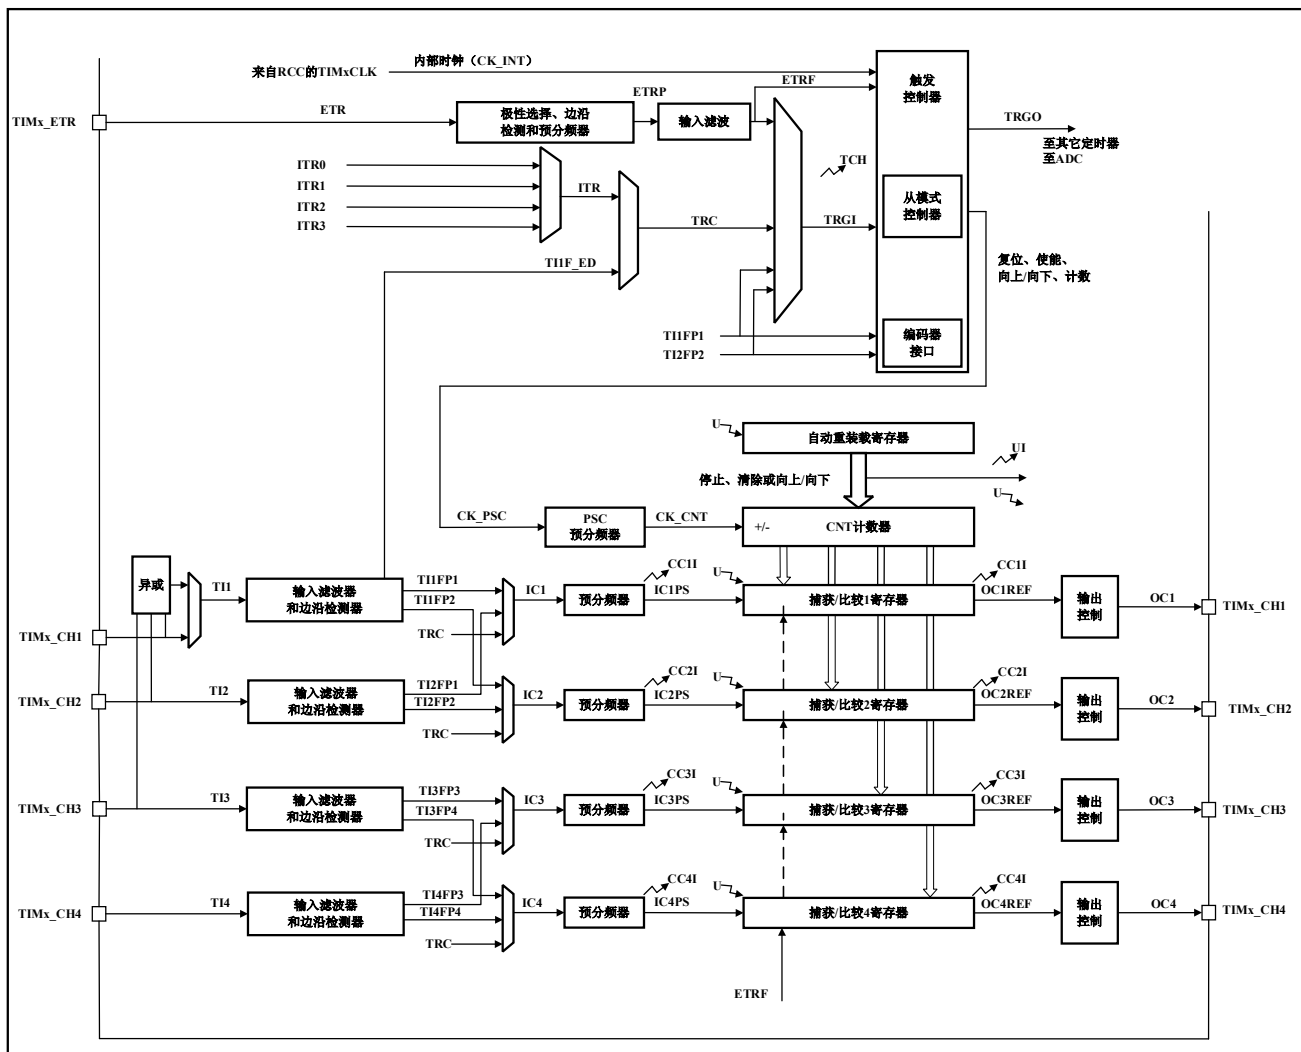 内部时钟（CK_INT）
来自RCC的TIMxCLK
触发
控制器
TIMx_ETR
ETR
极性选择、边沿
检测和预分频器
ETRP
输入滤波
ETRF
TRGO
至其它定时器
至ADC
ITR0
ITR1
ITR2
ITR3
ITR
TCH
TRC
TRGI
从模式
控制器
TI1F_ED
复位、使能、
向上/向下、计数
TI1FP1
TI2FP2
编码器
接口
U
自动重装载寄存器
UI
停止、清除或向上/向下
U
CK_PSC
PSC
预分频器
CK_CNT
+/-
CNT计数器
异或
TI1
输入滤波器
和边沿检测器
TI1FP1
TI1FP2
TRC
IC1
预分频器
CC1I
IC1PS
U
捕获/比较1寄存器
CC1I
OC1REF
输出
控制
OC1
TIMx_CH1
TIMx_CH1
TIMx_CH2
TI2
输入滤波器
和边沿检测器
TI2FP1
TI2FP2
TRC
IC2
预分频器
CC2I
IC2PS
U
捕获/比较2寄存器
CC2I
OC2REF
输出
控制
OC2
TIMx_CH2
TIMx_CH3
TI3
输入滤波器
和边沿检测器
TI3FP3
TI3FP4
TRC
IC3
预分频器
CC3I
IC3PS
U
捕获/比较3寄存器
CC3I
OC3REF
输出
控制
OC3
TIMx_CH3
TIMx_CH4
TI4
输入滤波器
和边沿检测器
TI4FP3
TI4FP4
TRC
IC4
预分频器
CC4I
IC4PS
U
捕获/比较4寄存器
CC4I
OC4REF
输出
控制
OC4
TIMx_CH4
ETRF